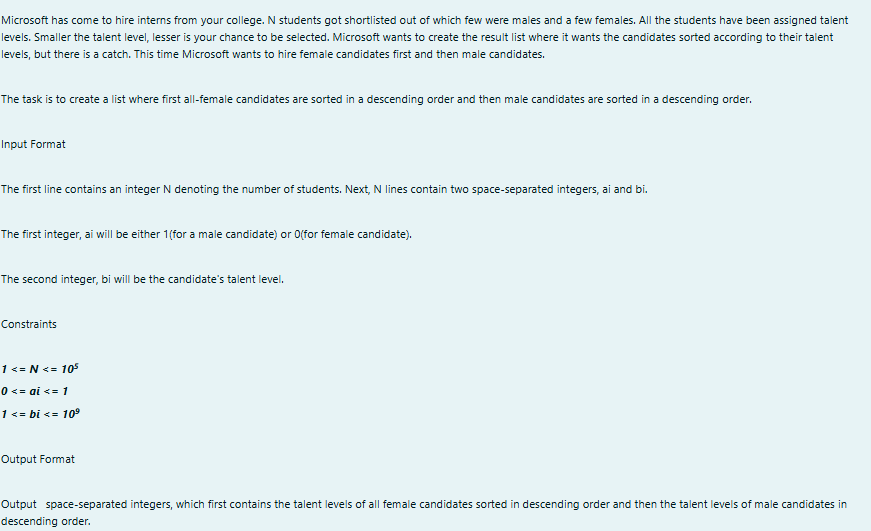 Microsoft has come to hire interns from your college. N students got shortlisted out of which few were males and a few females. All the students have been assigned talent
levels. Smaller the talent level, lesser is your chance to be selected. Microsoft wants to create the result list where it wants the candidates sorted according to their talent
levels, but there is a catch. This time Microsoft wants to hire female candidates first and then male candidates.
The task is to create a list where first all-female candidates are sorted in a descending order and then male candidates are sorted in a descending order.
Input Format
The first line contains an integer N denoting the number of students. Next, N lines contain two space-separated integers, ai and bi.
The first integer, ai will be either 1(for a male candidate) or 0(for female candidate).
The second integer, bi will be the candidate's talent level.
Constraints
1 <= N <= 10⁵
0 <= ai <= 1
1 <= bi <= 10⁹
Output Format
Output space-separated integers, which first contains the talent levels of all female candidates sorted in descending order and then the talent levels of male candidates in
descending order.